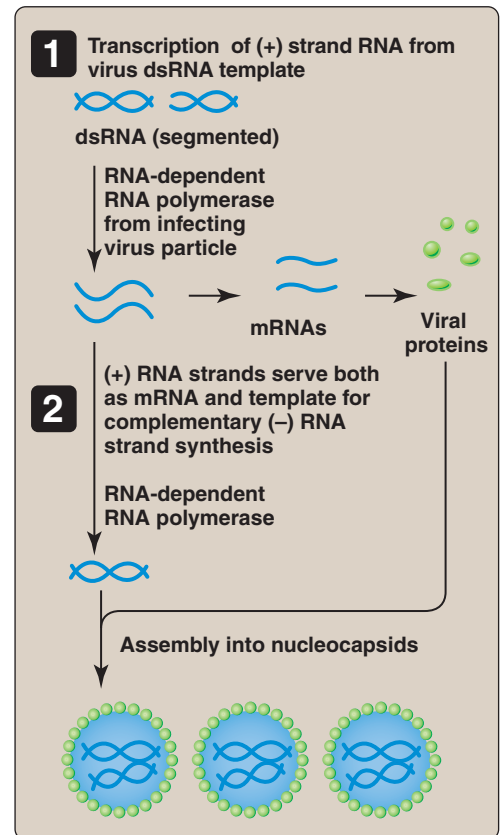 1 Transcription of (+) strand RNA from
virus dsRNA template
dsRNA (segmented)
RNA-dependent
RNA polymerase
from infecting
virus particle
mRNAs
Viral
proteins
2 (+) RNA strands serve both
as mRNA and template for
complementary (–) RNA
strand synthesis
RNA-dependent
RNA polymerase
Assembly into nucleocapsids